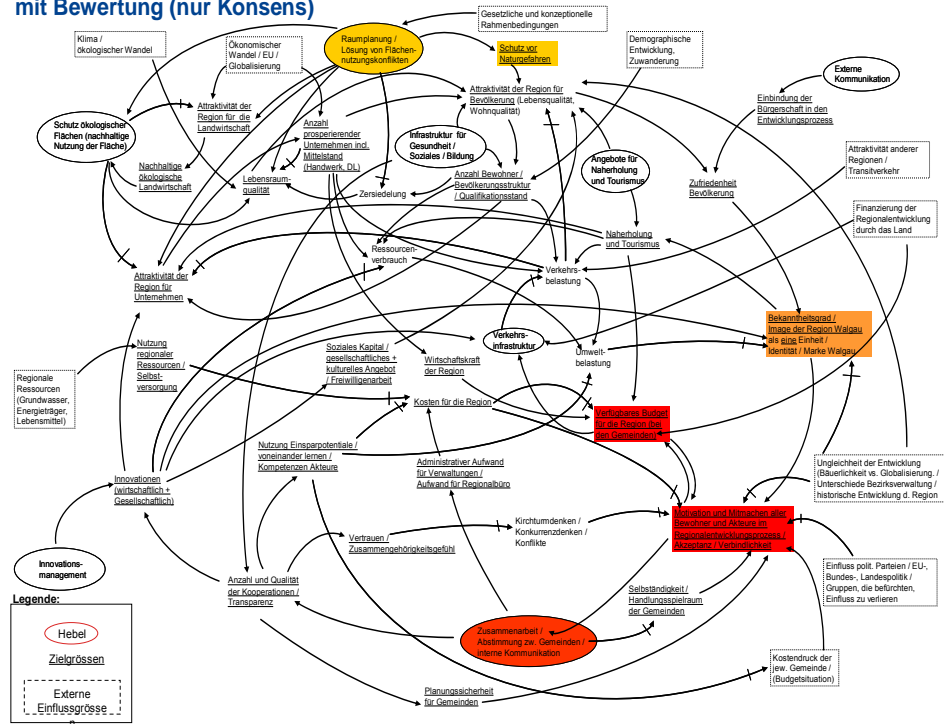 mit Bewertung (nur Konsens)
Klima /
ökologischer Wandel
Ökonomischer
Wandel / EU /
Globalisierung
Raumplanung /
Lösung von Flächen-
nutzungskonflikten
Gesetzliche und konzeptionelle
Rahmenbedingungen
Schutz vor
Naturgefahren
Demographische
Entwicklung,
Zuwanderung
Externe
Kommunikation
Attraktivität der
Region für die
Landwirtschaft
Schutz ökologischer
Flächen (nachhaltige
Nutzung der Fläche)
Anzahl
prosperierender
Unternehmen incl.
Mittelstand
(Handwerk, DL)
Attraktivität der Region für
Bevölkerung (Lebensqualität,
Wohnqualität)
Einbindung der
Bürgerschaft in den
Entwicklungsprozess
Infrastruktur für
Gesundheit /
Soziales / Bildung
Angebote für
Naherholung
und Tourismus
Attraktivität anderer
Regionen /
Transitverkehr
Nachhaltige
ökologische
Landwirtschaft
Lebensraum-
qualität
Zersiedelung
Anzahl Bewohner /
Bevölkerungsstruktur
/ Qualifikationsstand
Zufriedenheit
Bevölkerung
Finanzierung der
Regionalentwicklung
durch das Land
Naherholung
und Tourismus
Ressourcen-
verbrauch
Verkehrs-
belastung
Attraktivität der
Region für
Unternehmen
Bekanntheitsgrad /
Image der Region Walgau
als eine Einheit /
Identität / Marke Walgau
Nutzung
regionaler
Ressourcen /
Selbst-
versorgung
Soziales Kapital /
gesellschaftliches +
kulturelles Angebot
/ Freiwilligenarbeit
Wirtschaftskraft
der Region
Verkehrs-
infrastruktur
Umwelt-
belastung
Regionale
Ressourcen
(Grundwasser,
Energieträger,
Lebensmittel)
Kosten für die Region
Verfügbares Budget
für die Region (bei
den Gemeinden)
Nutzung Einsparpotentiale /
voneinander lernen /
Kompetenzen Akteure
Administrativer Aufwand
für Verwaltungen /
Aufwand für Regionalbüro
Ungleichheit der Entwicklung
(Bäuerlichkeit vs. Globalisierung. /
Unterschiede Bezirksverwaltung /
historische Entwicklung d. Region
Innovationen
(wirtschaftlich +
Gesellschaftlich)
Motivation und Mitmachen aller
Bewohner und Akteure im
Regionalentwicklungsprozess /
Akzeptanz / Verbindlichkeit
Vertrauen /
Zusammengehörigkeitsgefühl
Kirchturmdenken /
Konkurrenzdenken /
Konflikte
Innovations-
management
Einfluss polit. Parteien / EU-,
Bundes-, Landespolitik /
Gruppen, die befürchten,
Einfluss zu verlieren
Anzahl und Qualität
der Kooperationen /
Transparenz
Selbständigkeit /
Handlungsspielraum
der Gemeinden
Legende:
Hebel
Zielgrössen
Externe
Einflussgrösse
Zusammenarbeit /
Abstimmung zw. Gemeinden /
interne Kommunikation
Kostendruck der
jew. Gemeinde /
(Budgetsituation)
Planungssicherheit
für Gemeinden